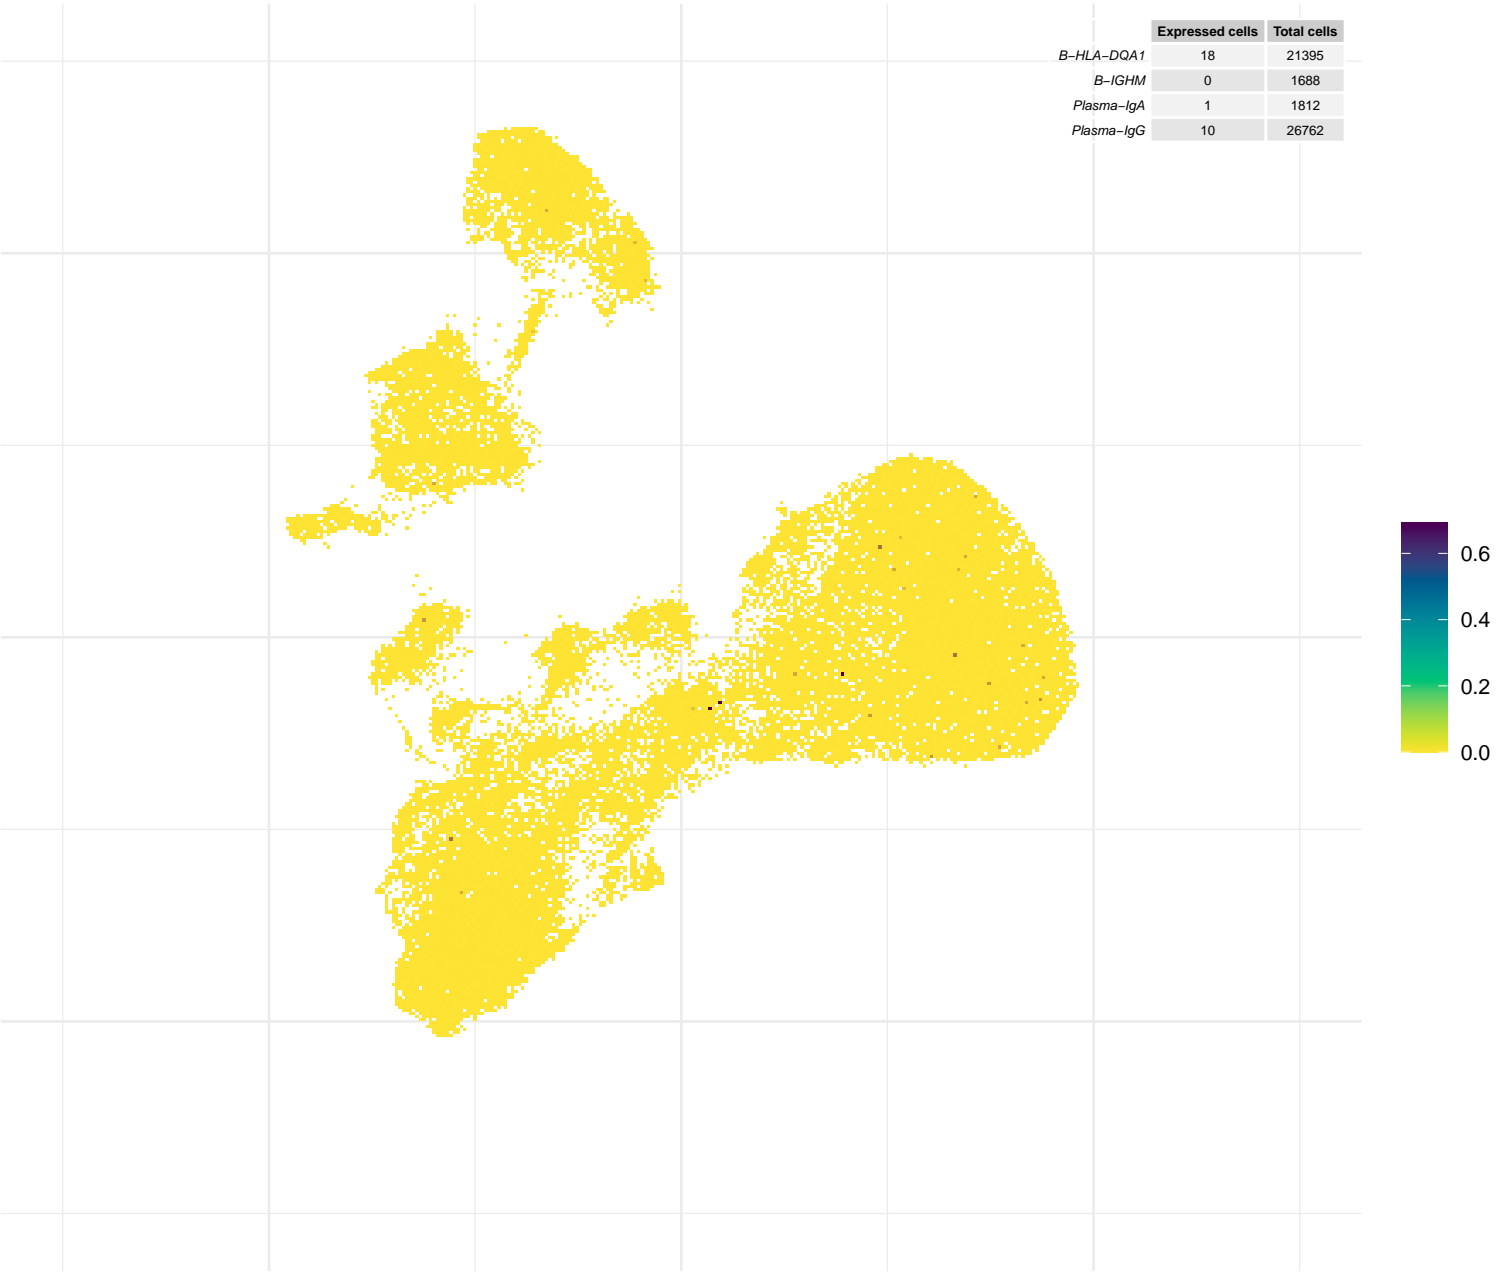 Expressed cells Total cells
B−HLA−DQA1 18 21395
B−IGHM 0 1688
Plasma−IgA 1 1812
Plasma−IgG 10 26762
0.6
0.4
0.2
0.0